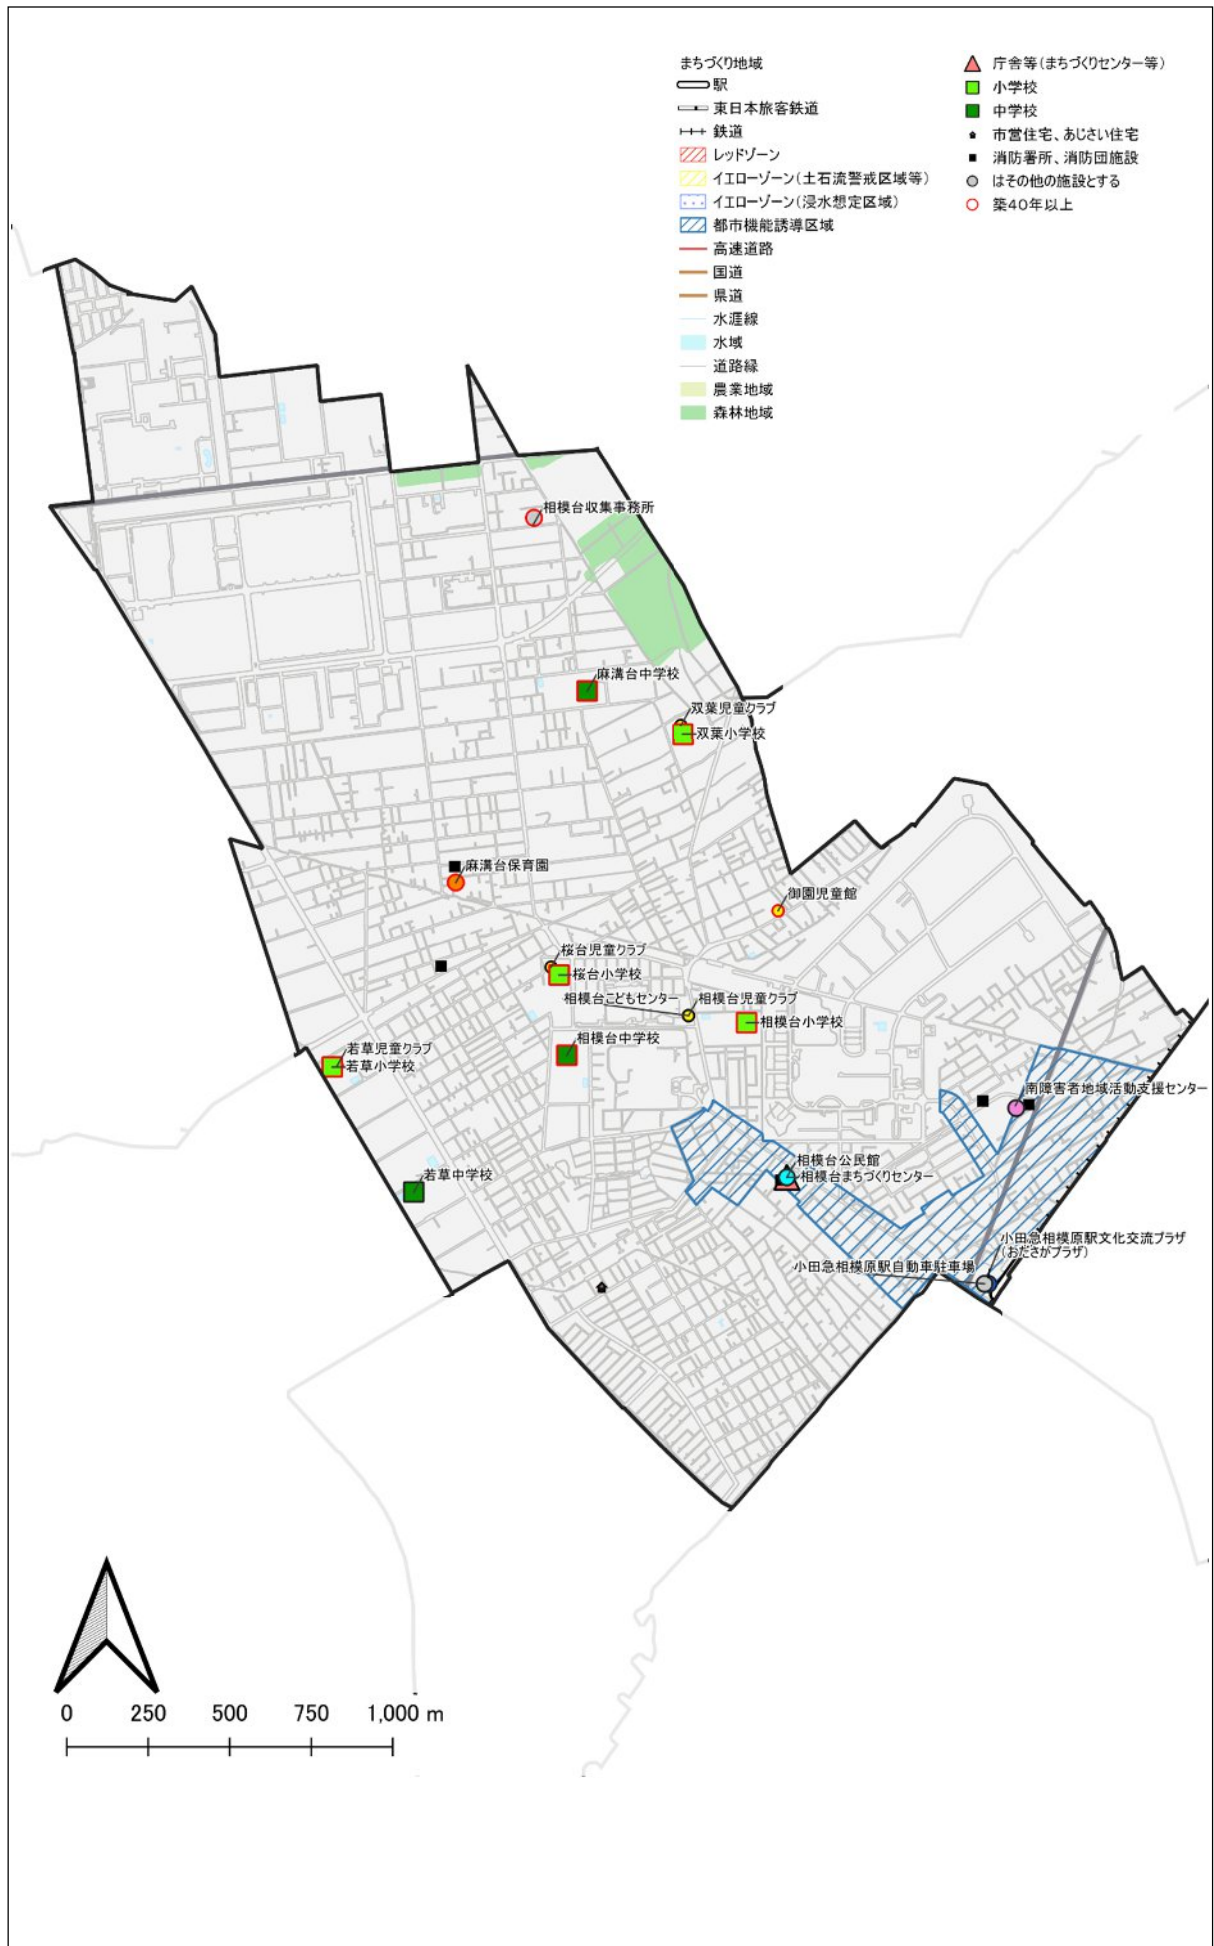 まちづくり地域
駅
東日本旅客鉄道
鉄道
レッドゾーン
イエローゾーン(土石流警戒区域等)
イエローゾーン(浸水想定区域)
都市機能誘導区域
高速道路
国道
県道
水涯線
水域
道路縁
農業地域
森林地域
庁舎等(まちづくりセンター等)
小学校
中学校
市営住宅、あじさい住宅
消防署所、消防団施設
はその他の施設とする
築40年以上
相模台収集事務所
麻溝台中学校
双葉児童クラブ
双葉小学校
麻溝台保育園
御園児童館
桜台児童クラブ
桜台小学校
相模台こどもセンター
相模台児童クラブ
相模台小学校
相模台中学校
若草児童クラブ
若草小学校
南障害者地域活動支援センター
若草中学校
相模台公民館
相模台まちづくりセンター
小田急相模原駅文化交流プラザ
(おださがプラザ)
小田急相模原駅自動車駐車場
0 250 500 750 1,000 m